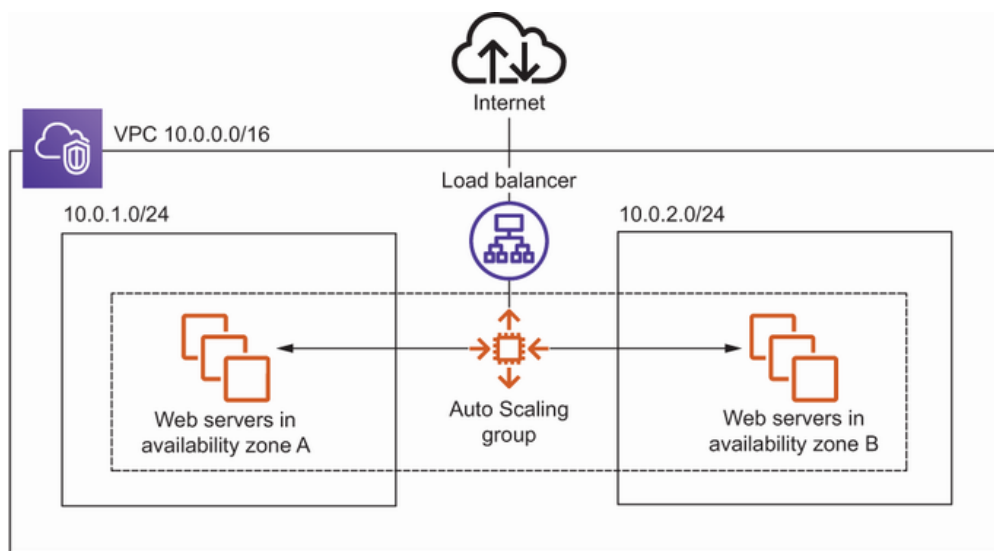 Internet
VPC 10.0.0.0/16
Load balancer
10.0.1.0/24
10.0.2.0/24
Web servers in
availability zone A
Auto Scaling
group
Web servers in
availability zone B